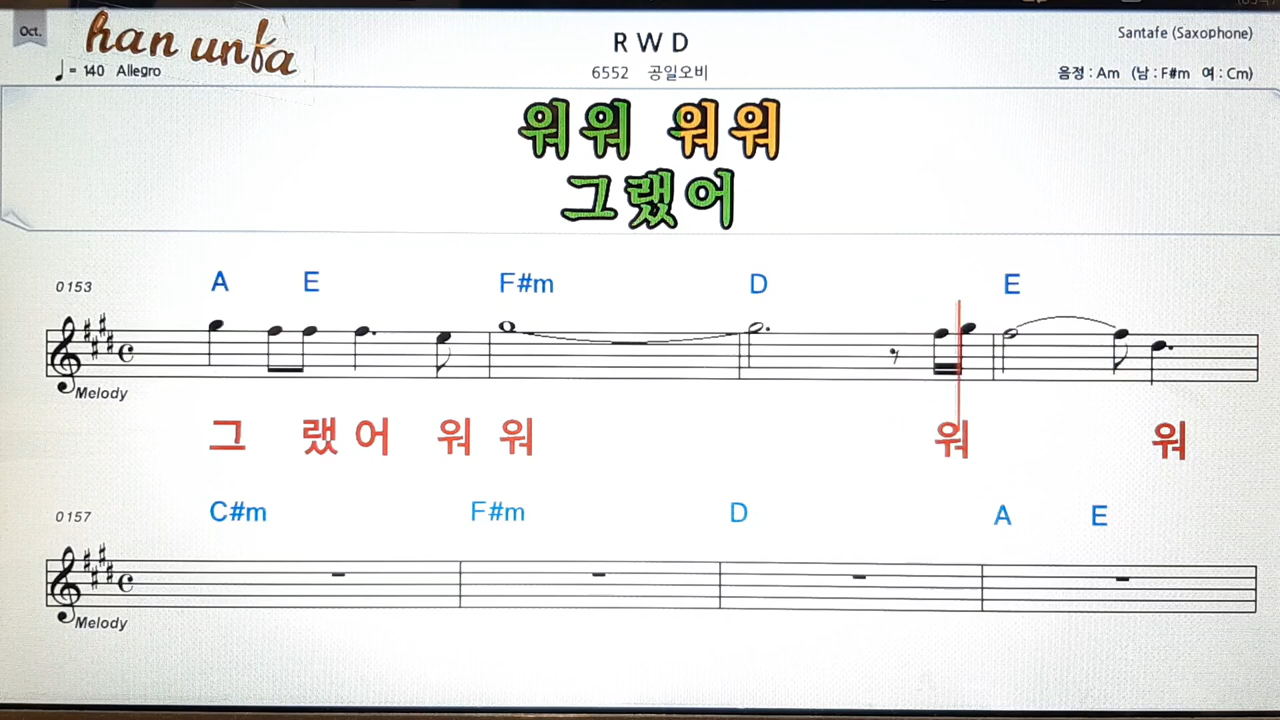 Oct.
han unfa
R W D
Santafe (Saxophone)
= 140 Allegro
6552 공일오비
음정 : Am (남 : F#m 여 : Cm)
워워 워워
그랬어
0153
A E F#m D E
Melody
그 랬 어 워 워 워 워
0157
C#m F#m D A E
Melody